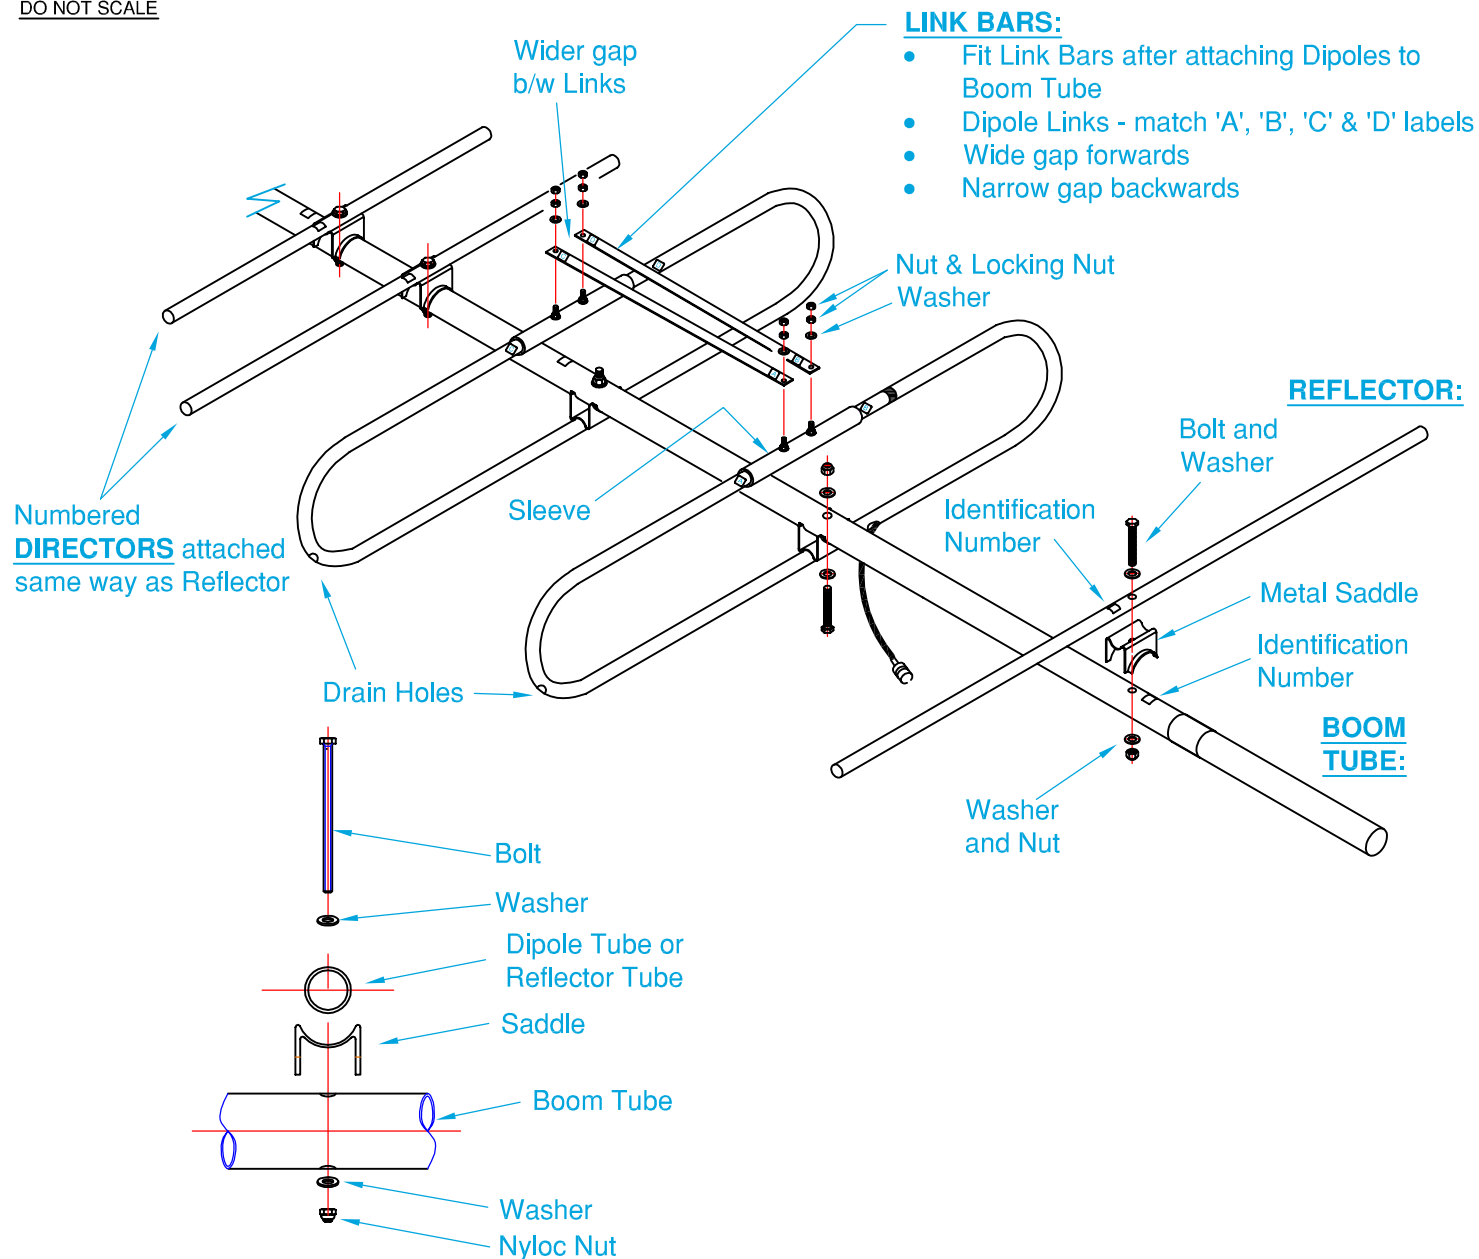 DO NOT SCALE
LINK BARS:
• Fit Link Bars after attaching Dipoles to
Boom Tube
• Dipole Links - match 'A', 'B', 'C' & 'D' labels
• Wide gap forwards
• Narrow gap backwards
Wider gap
b/w Links
Nut & Locking Nut
Washer
REFLECTOR:
Bolt and
Washer
Identification
Number
Sleeve
Numbered
DIRECTORS attached
same way as Reflector
Metal Saddle
Identification
Number
Drain Holes
BOOM
TUBE:
Washer
and Nut
Bolt
Washer
Dipole Tube or
Reflector Tube
Saddle
Boom Tube
Washer
Nyloc Nut